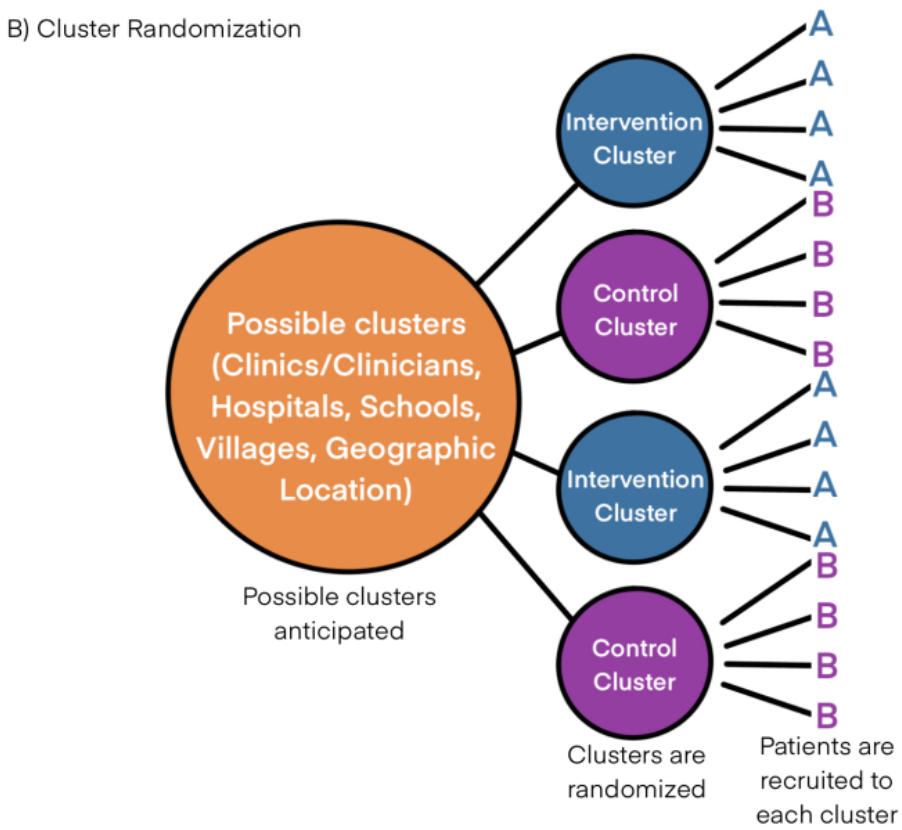 B) Cluster Randomization
Possible clusters
(Clinics/Clinicians,
Hospitals, Schools,
Villages, Geographic
Location)
Possible clusters
anticipated
Intervention
Cluster
A
A
A
A
Control
Cluster
B
B
B
B
Intervention
Cluster
A
A
A
A
Control
Cluster
B
B
B
B
Clusters are
randomized
Patients are
recruited to
each cluster